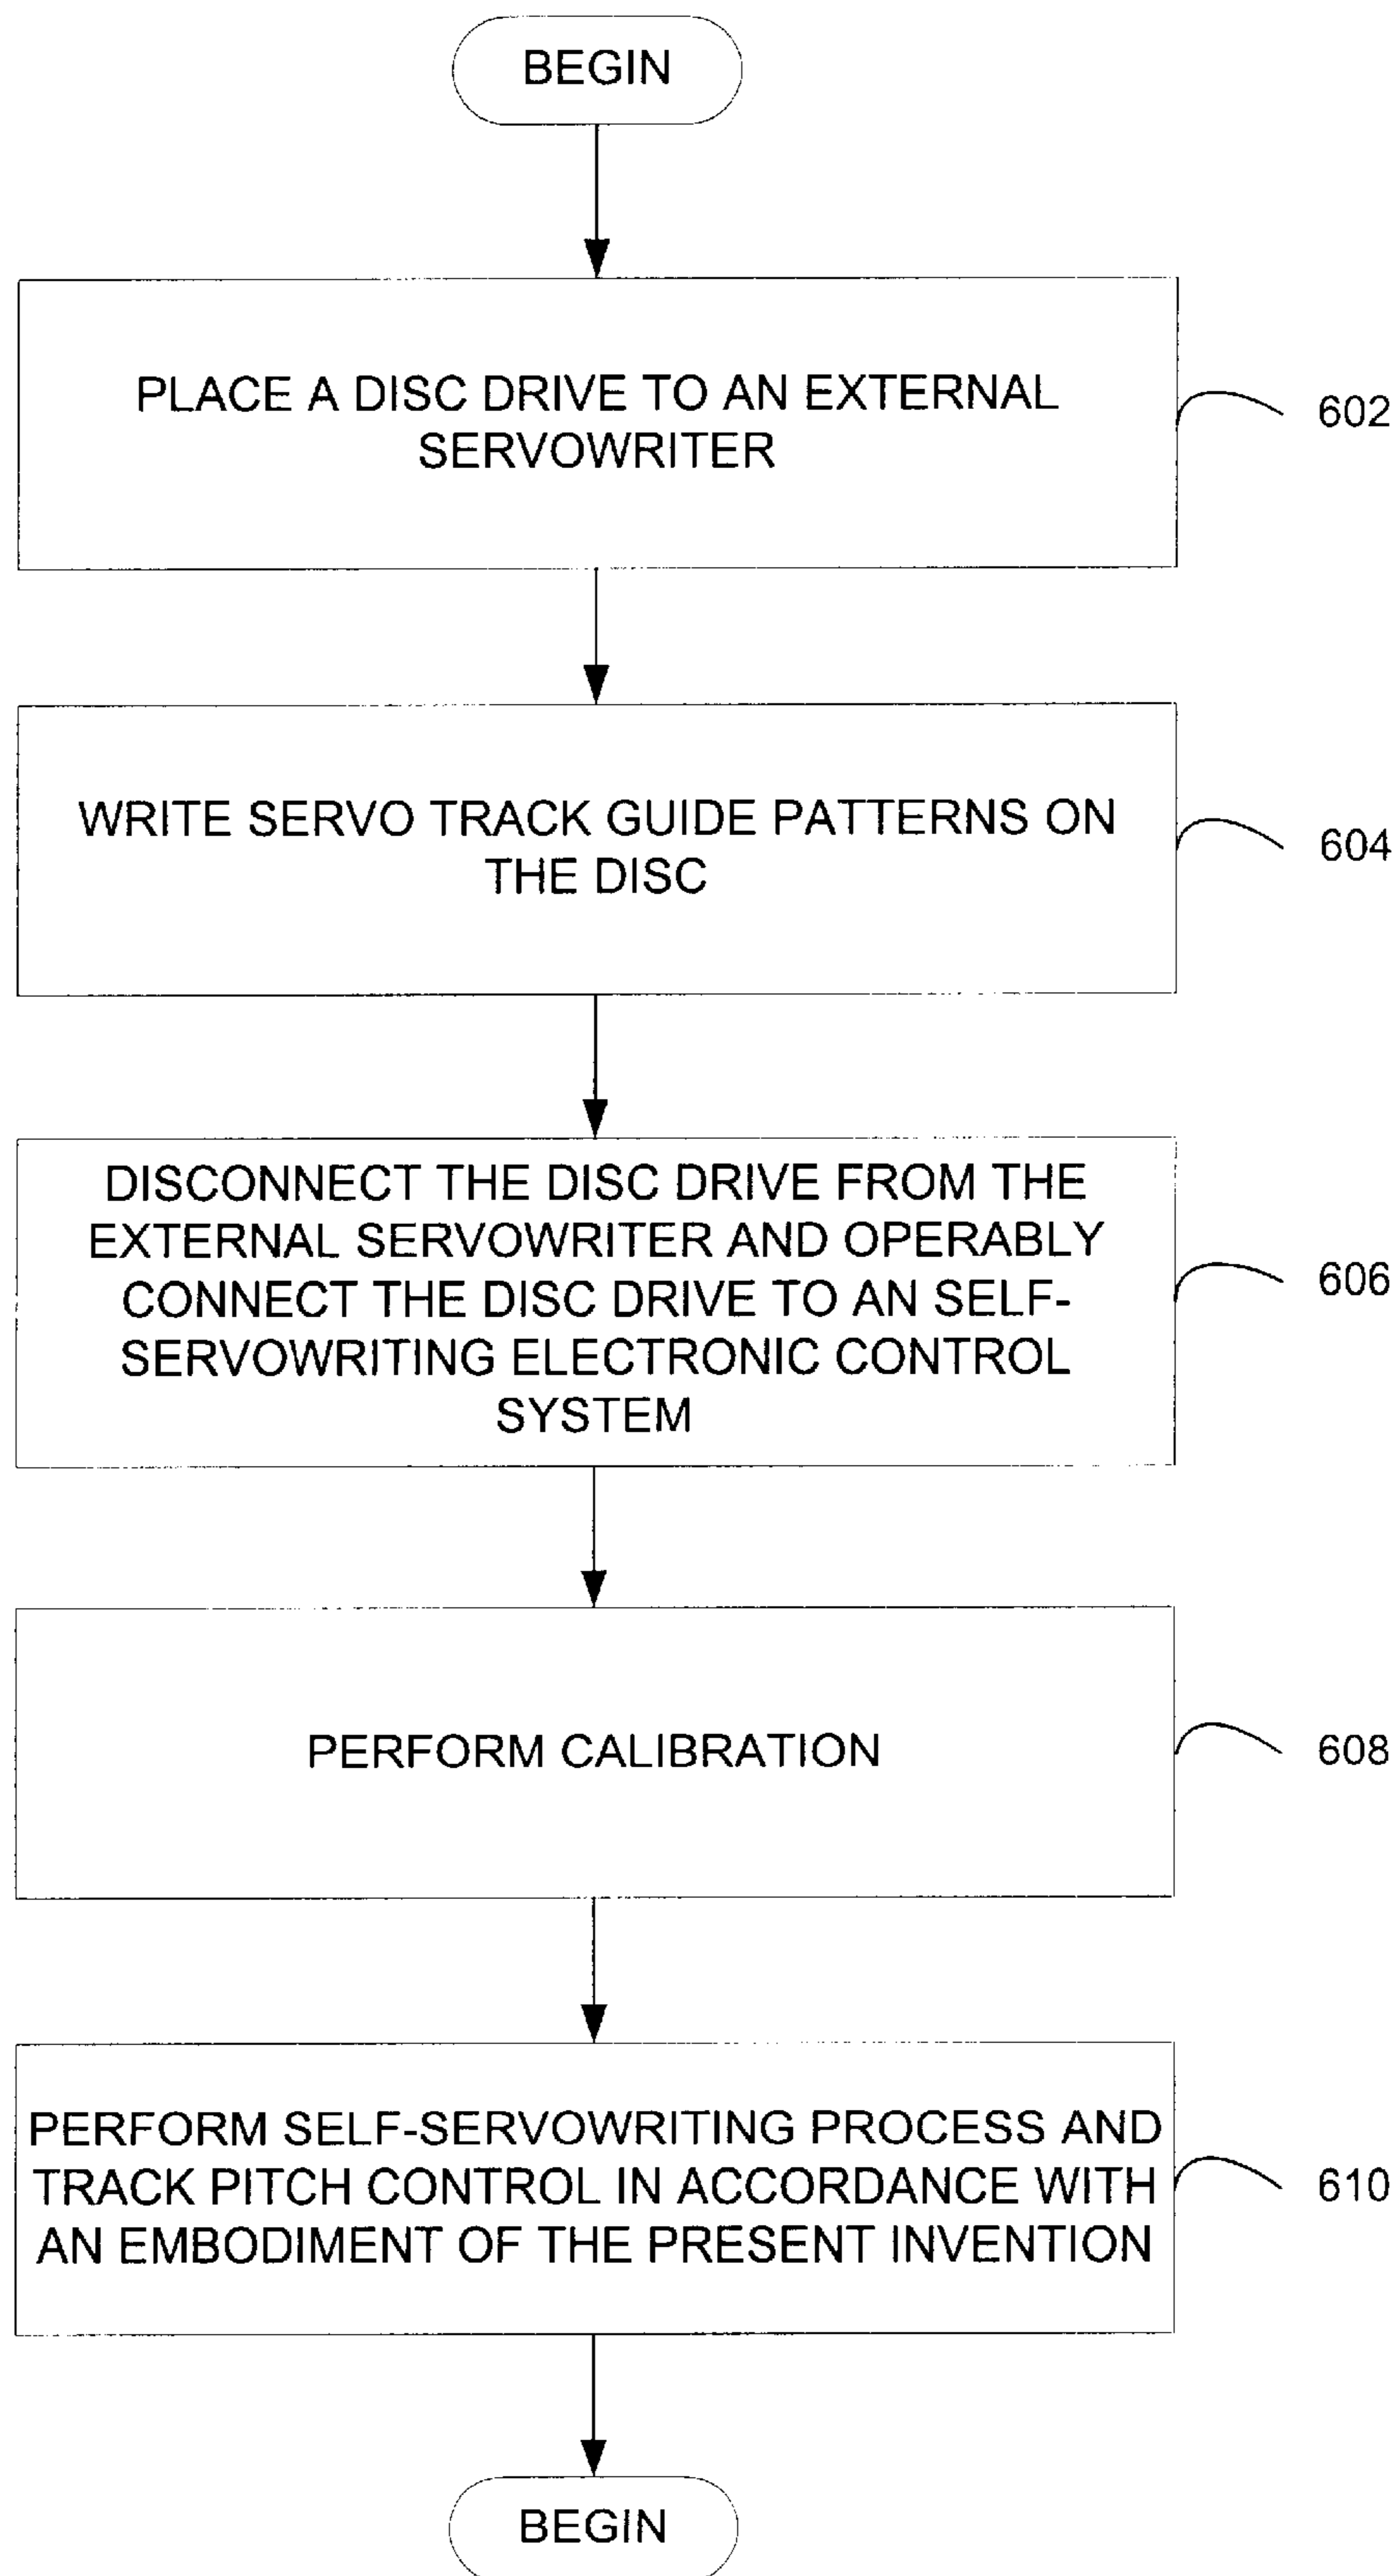 BEGIN
PLACE A DISC DRIVE TO AN EXTERNAL
SERVOWRITER
602
WRITE SERVO TRACK GUIDE PATTERNS ON
THE DISC
604
DISCONNECT THE DISC DRIVE FROM THE
EXTERNAL SERVOWRITER AND OPERABLY
CONNECT THE DISC DRIVE TO AN SELF-
SERVOWRITING ELECTRONIC CONTROL
SYSTEM
606
PERFORM CALIBRATION
608
PERFORM SELF-SERVOWRITING PROCESS AND
TRACK PITCH CONTROL IN ACCORDANCE WITH
AN EMBODIMENT OF THE PRESENT INVENTION
610
BEGIN